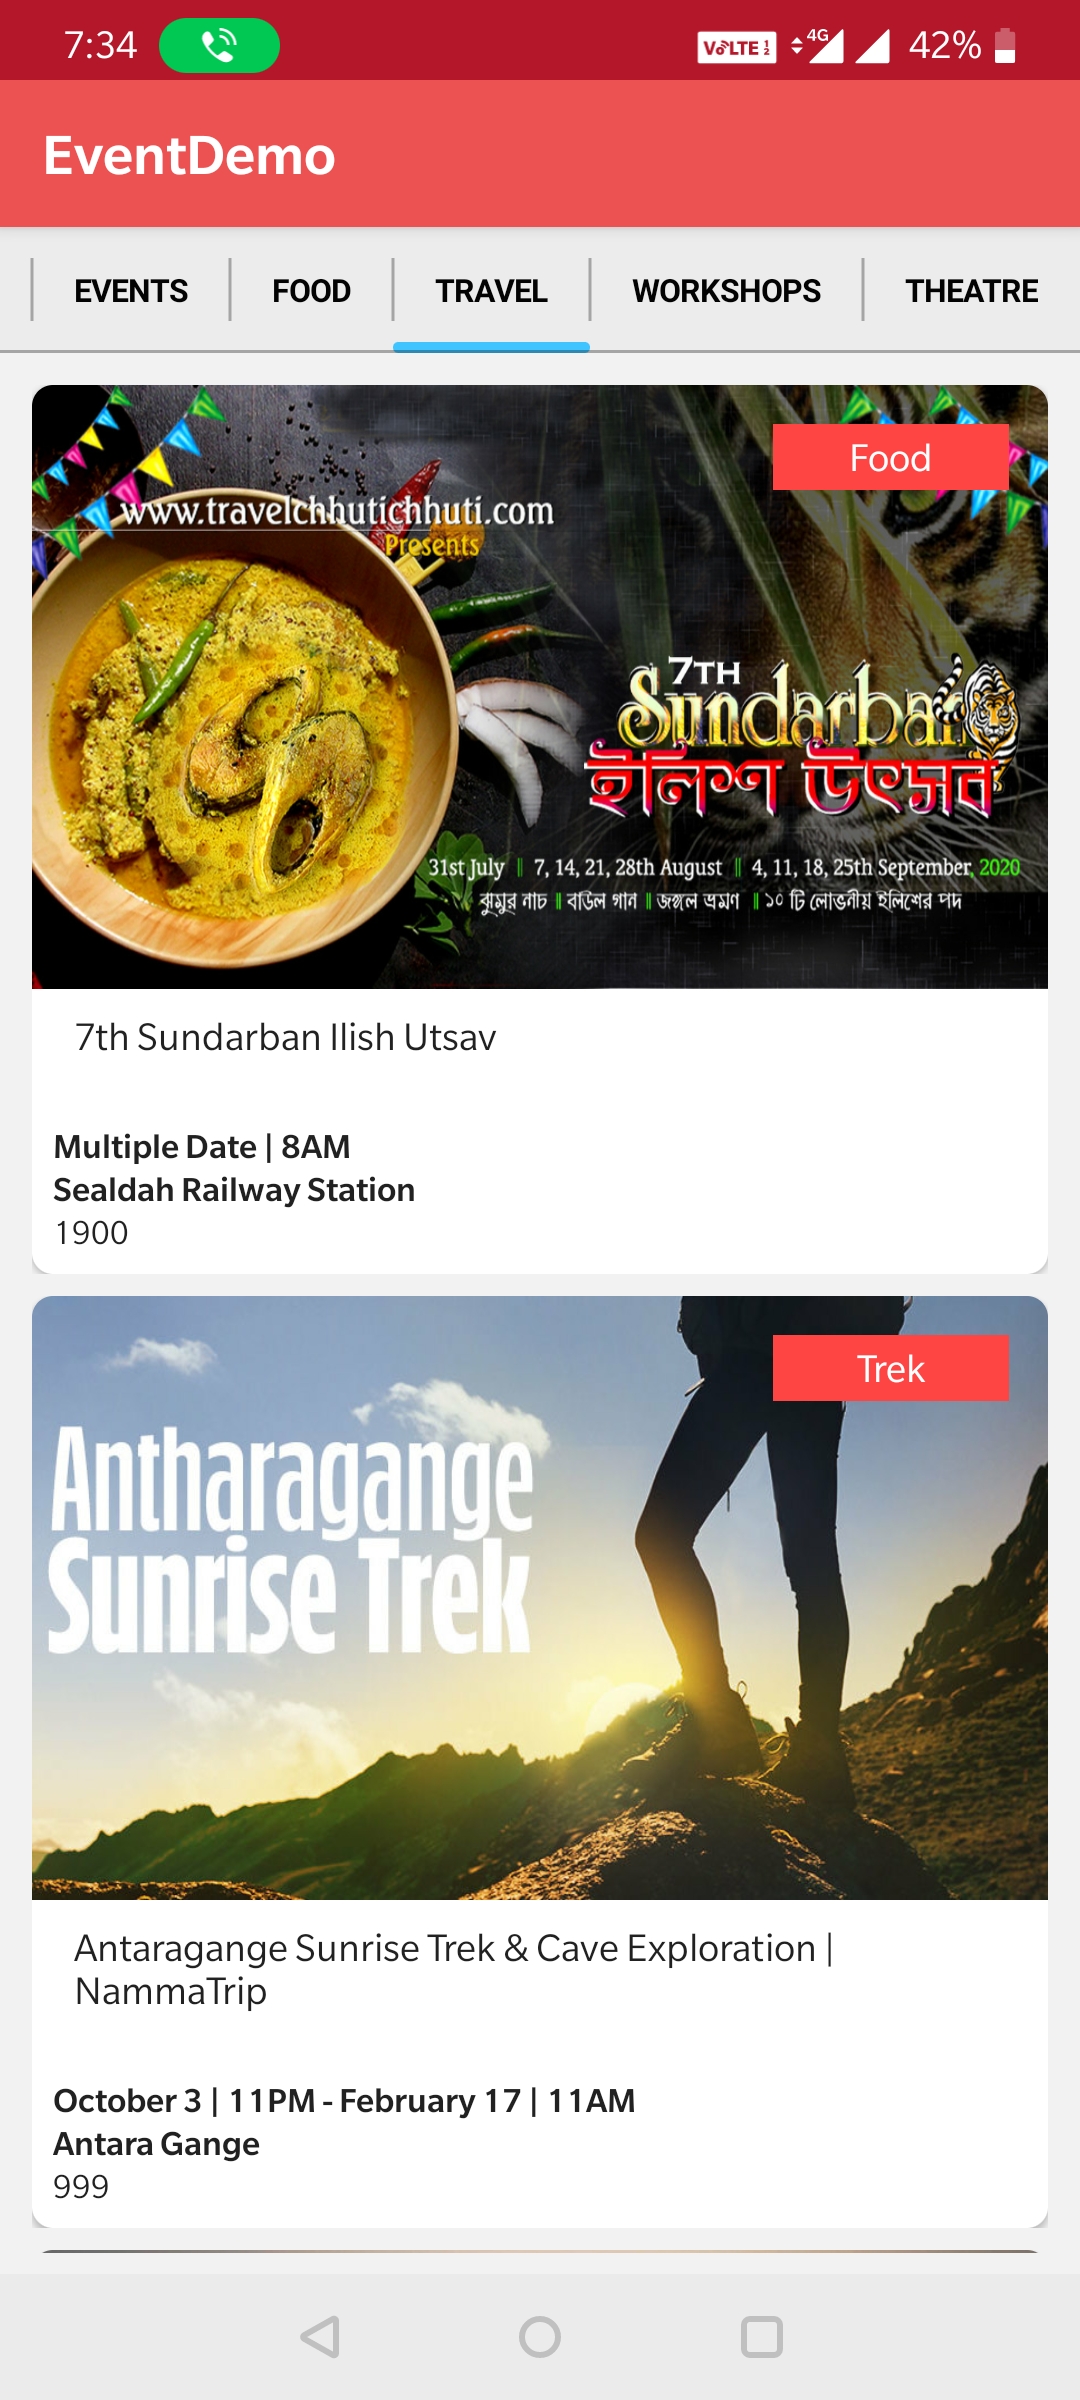 7:34
VoLTE 1 2
4G
42%
EventDemo
EVENTS
FOOD
TRAVEL
WORKSHOPS
THEATRE
Food
www.travelchhutichhuti.com
Presents
7TH
Sundarban
ইলিশ উৎসব
31st July || 7, 14, 21, 28th August || 4, 11, 18, 25th September, 2020
ঝুমুর নাচ || বাউল গান || জঙ্গল ভ্রমণ || ১০ টি লোভনীয় ইলিশের পদ
7th Sundarban Ilish Utsav
Multiple Date | 8AM
Sealdah Railway Station
1900
Trek
Antharagange
Sunrise Trek
Antaragange Sunrise Trek & Cave Exploration |
NammaTrip
October 3 | 11PM - February 17 | 11AM
Antara Gange
999